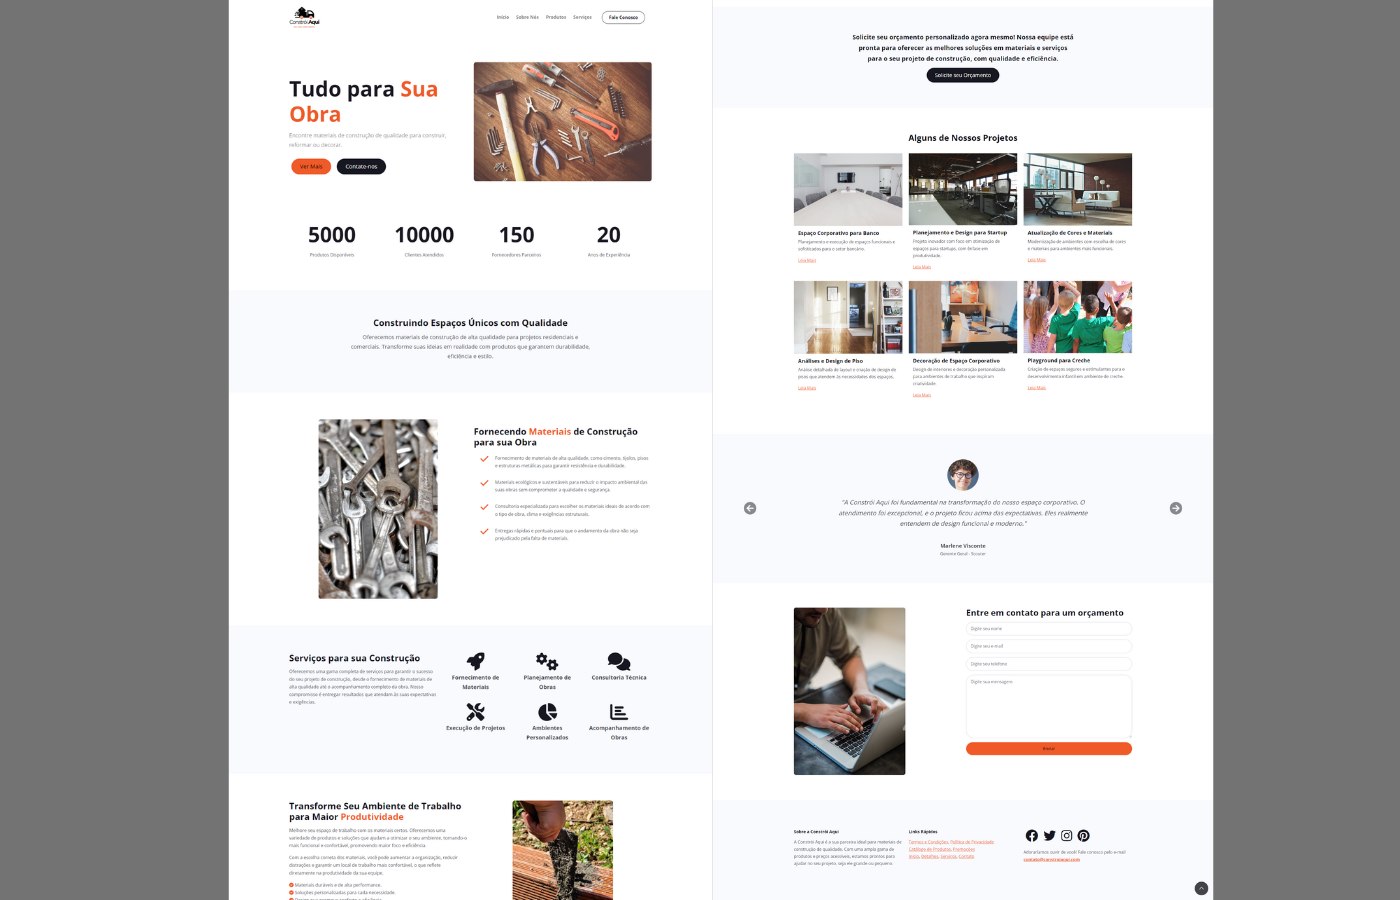 Constrói Aqui
Início Sobre Nós Produtos Serviços Fale Conosco
Tudo para Sua
Obra
Encontre materiais de construção de qualidade para construir,
reformar ou decorar.
Ver Mais Contate-nos
5000 10000 150 20
Produtos Disponíveis Clientes Atendidos Fornecedores Parceiros Anos de Experiência
Construindo Espaços Únicos com Qualidade
Oferecemos materiais de construção de alta qualidade para projetos residenciais e
comerciais. Transforme suas ideias em realidade com produtos que garantem durabilidade,
eficiência e estilo.
Fornecendo Materiais de Construção
para sua Obra
Fornecimento de materiais de alta qualidade, como cimento, tijolos, pisos
e estruturas metálicas para garantir resistência e durabilidade.
Materiais ecológicos e sustentáveis para reduzir o impacto ambiental das
suas obras sem comprometer a qualidade e segurança.
Consultoria especializada para escolher os materiais ideais de acordo com
o tipo de obra, clima e exigências estruturais.
Entregas rápidas e pontuais para que o andamento da obra não seja
prejudicado pela falta de materiais.
Serviços para sua Construção
Oferecemos uma gama completa de serviços para garantir o sucesso
do seu projeto de construção, desde o fornecimento de materiais de
alta qualidade até o acompanhamento completo da obra. Nosso
compromisso é entregar resultados que atendam às suas expectativas
e exigências.
Fornecimento de
Materiais
Planejamento de
Obras
Consultoria Técnica
Execução de Projetos
Ambientes
Personalizados
Acompanhamento de
Obras
Transforme Seu Ambiente de Trabalho
para Maior Produtividade
Melhore seu espaço de trabalho com os materiais certos. Oferecemos uma
variedade de produtos e soluções que ajudam a otimizar o seu ambiente, tornando-o
mais funcional e confortável, promovendo maior foco e eficiência.
Com a escolha correta dos materiais, você pode aumentar a organização, reduzir
distrações e garantir um local de trabalho mais confortável, o que reflete
diretamente na produtividade da sua equipe.
Materiais duráveis e de alta performance.
Soluções personalizadas para cada necessidade.
Solicite seu orçamento personalizado agora mesmo! Nossa equipe está
pronta para oferecer as melhores soluções em materiais e serviços
para o seu projeto de construção, com qualidade e eficiência.
Solicite seu Orçamento
Alguns de Nossos Projetos
Espaço Corporativo para Banco
Planejamento e execução de espaços funcionais e
sofisticados para o setor bancário.
Leia Mais
Planejamento e Design para Startup
Projeto inovador com foco em otimização de
espaços para startups, com ênfase em
produtividade.
Leia Mais
Atualização de Cores e Materiais
Modernização de ambientes com escolha de cores
e materiais para ambientes mais funcionais.
Leia Mais
Análises e Design de Piso
Análise detalhada de layout e criação de design de
pisos que atendem às necessidades dos espaços.
Leia Mais
Decoração de Espaço Corporativo
Design de interiores e decoração personalizada
para ambientes de trabalho que inspiram
criatividade.
Leia Mais
Playground para Creche
Criação de espaços seguros e estimulantes para o
desenvolvimento infantil em ambiente de creche.
Leia Mais
"A Constrói Aqui foi fundamental na transformação do nosso espaço corporativo. O
atendimento foi excepcional, e o projeto ficou acima das expectativas. Eles realmente
entendem de design funcional e moderno."
Marlene Visconte
Gerente Geral -
Entre em contato para um orçamento
Digite seu nome
Digite seu e-mail
Digite seu telefone
Digite sua mensagem
Enviar
Sobre a Constrói Aqui
A Constrói Aqui é a sua parceira ideal para materiais de
construção de qualidade. Com uma ampla gama de
produtos e preços acessíveis, estamos prontos para
ajudar no seu projeto, seja ele grande ou pequeno.
Links Rápidos
Termos e Condições, Política de Privacidade
Catálogo de Produtos, Promoções
Início, Detalhes, Serviços, Contato
Adoraríamos ouvir de você! Fale conosco pelo e-mail
contato@constroiaqui.com